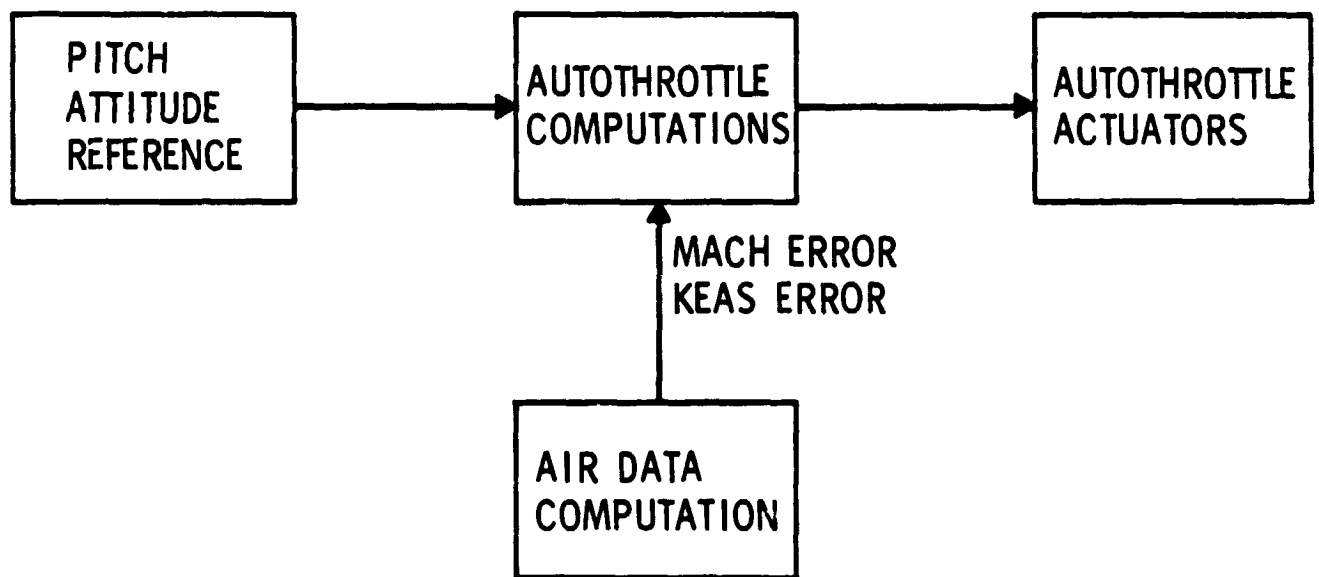 PITCH
ATTITUDE
REFERENCE
AUTOTHROTTLE
COMPUTATIONS
AUTOTHROTTLE
ACTUATORS
MACH ERROR
KEAS ERROR
AIR DATA
COMPUTATION